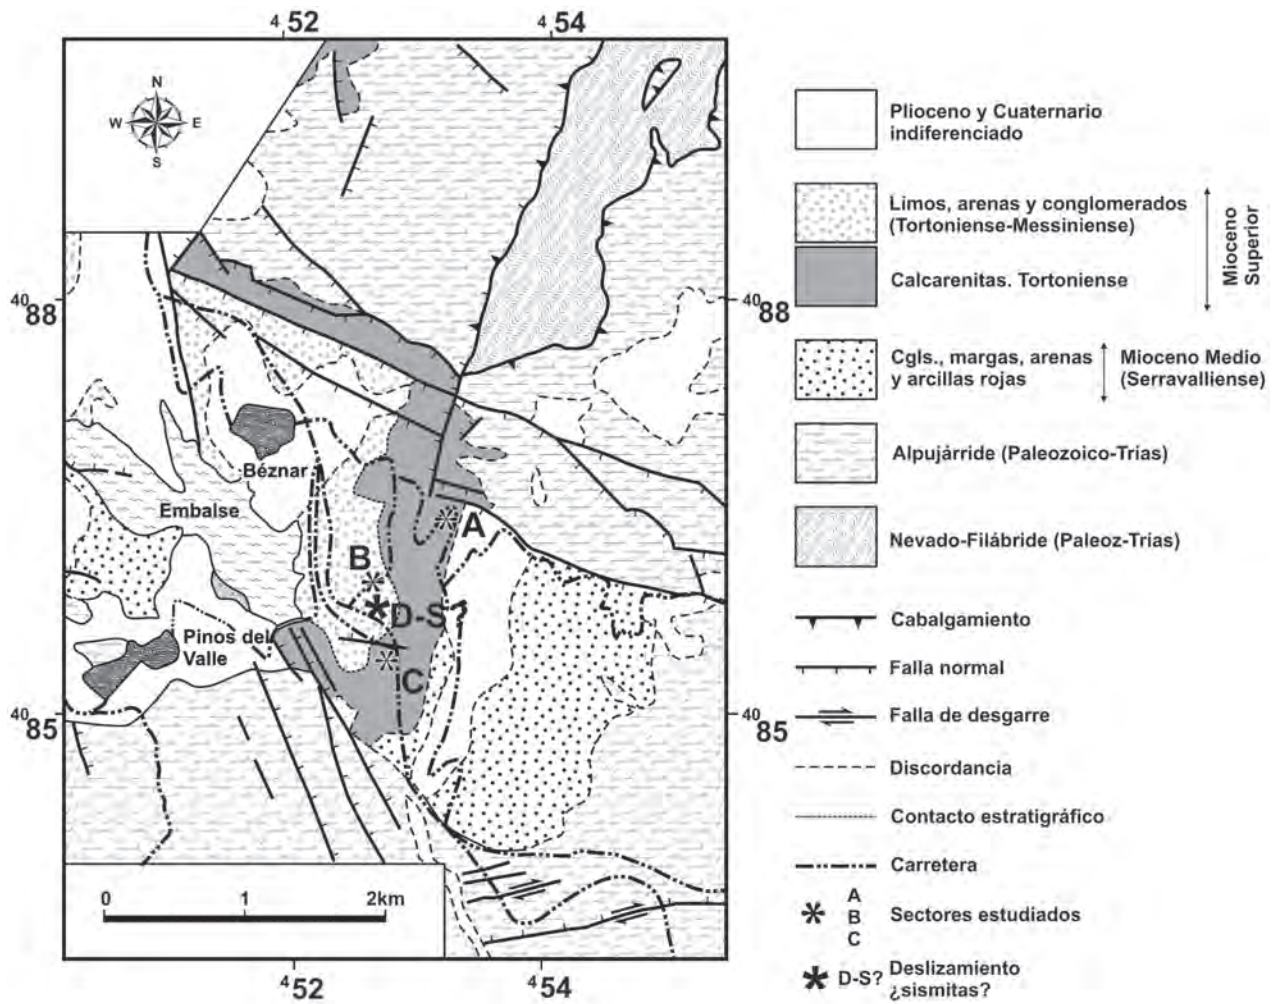 4 52
4 54
N
W E
S
40 88
40 88
Béznar
Embalse
A
B
D-S?
Pinos del
Valle
C
40 85
40 85
0 1 2km
4 52
4 54
Plioceno y Cuaternario
indiferenciado
Limos, arenas y conglomerados
(Tortoniense-Messiniense)
Calcarenitas. Tortoniense
Mioceno
Superior
Cgls., margas, arenas
y arcillas rojas
Mioceno Medio
(Serravalliense)
Alpujárride (Paleozoico-Trías)
Nevado-Filábride (Paleoz-Trías)
Cabalgamiento
Falla normal
Falla de desgarre
Discordancia
Contacto estratigráfico
Carretera
A
B
C
Sectores estudiados
D-S?
Deslizamiento
¿sismitas?